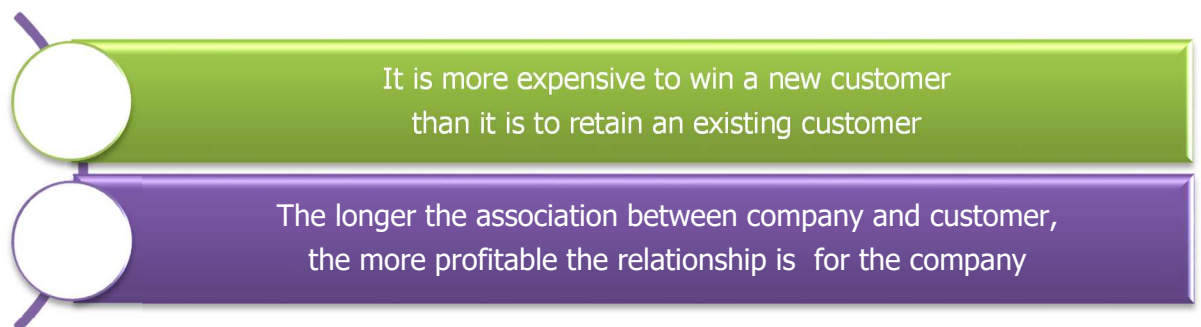 It is more expensive to win a new customer
than it is to retain an existing customer
The longer the association between company and customer,
the more profitable the relationship is  for the company